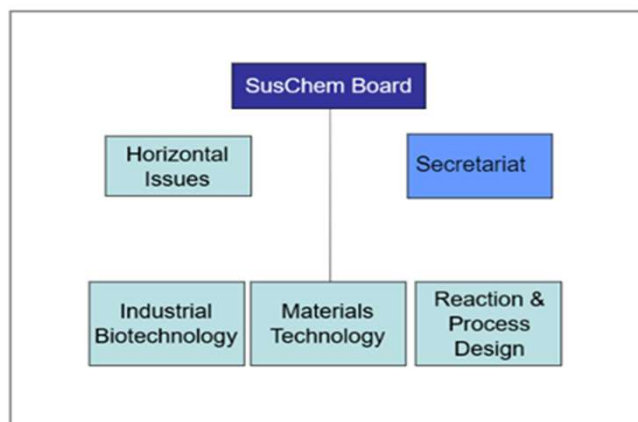 SusChem Board
Horizontal
Issues
Secretariat
Industrial
Biotechnology
Materials
Technology
Reaction &
Process
Design